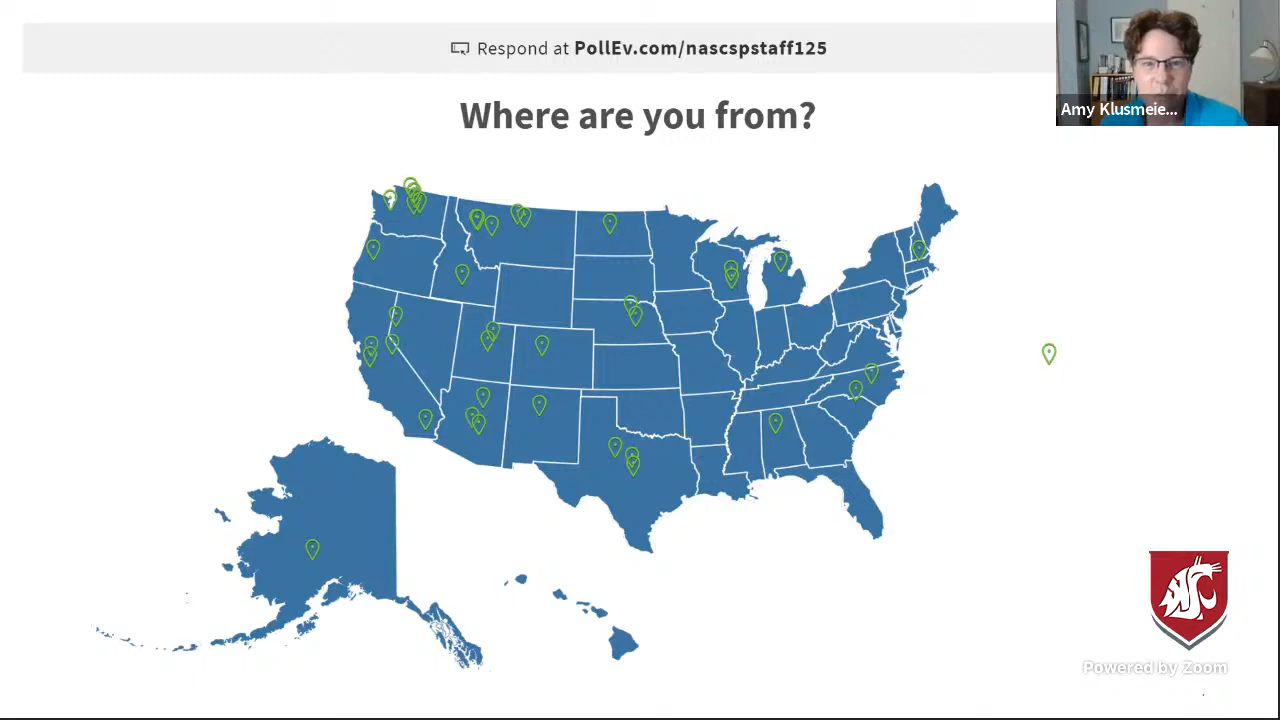 Respond at PollEv.com/nascspstaff125
Where are you from?
Amy Klusmeie...
Powered by Zoom